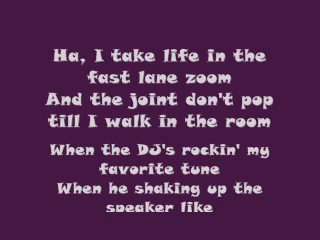 Ha, I take life in the
fast lane zoom
And the joint don't pop
till I walk in the room
When the DJ's rockin' my
favorite tune
When he shaking up the
speaker like